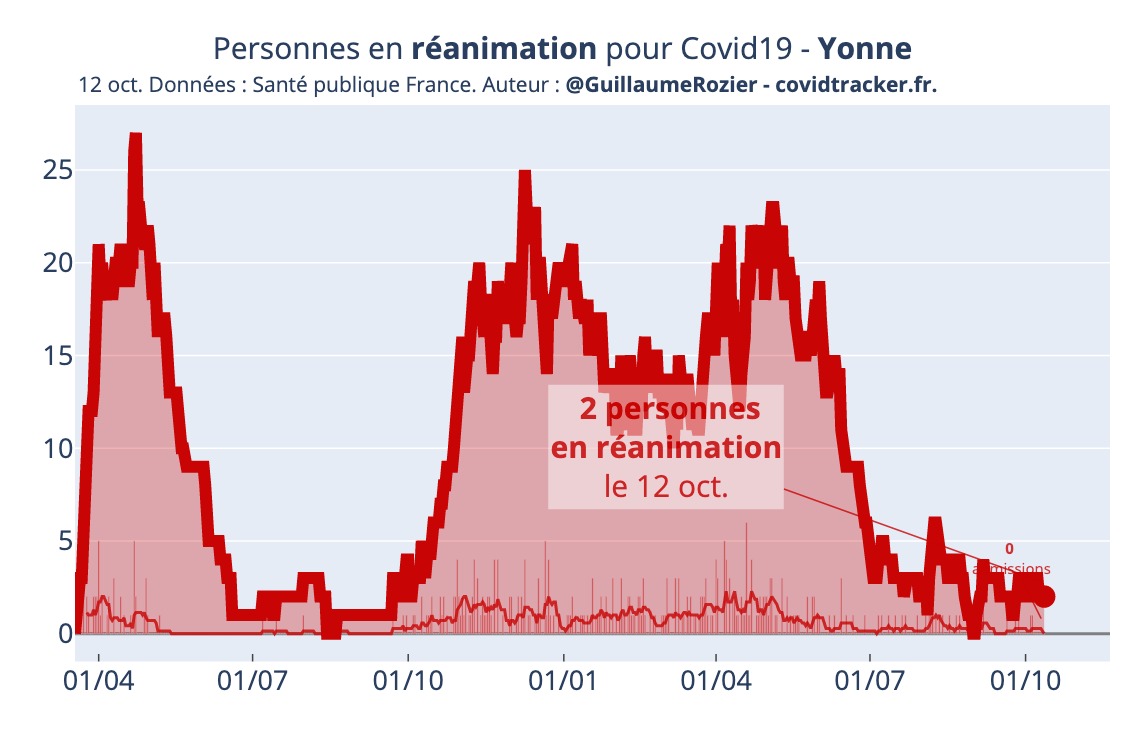 Personnes en réanimation pour Covid19 - Yonne
12 oct. Données : Santé publique France. Auteur : @GuillaumeRozier - covidtracker.fr.
25
20
15
10
5
0
2 personnes
en réanimation
le 12 oct.
0
admissions
01/04
01/07
01/10
01/01
01/04
01/07
01/10